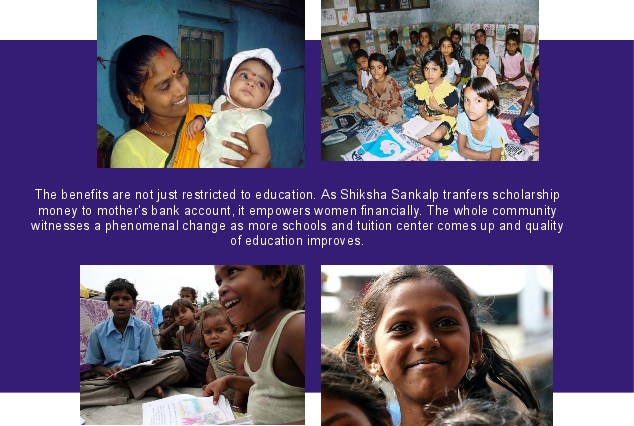 The benefits are not just restricted to education. As Shiksha Sankalp tranfers scholarship
money to mother's bank account, it empowers women financially. The whole community
witnesses a phenomenal change as more schools and tuition center comes up and quality
of education improves.